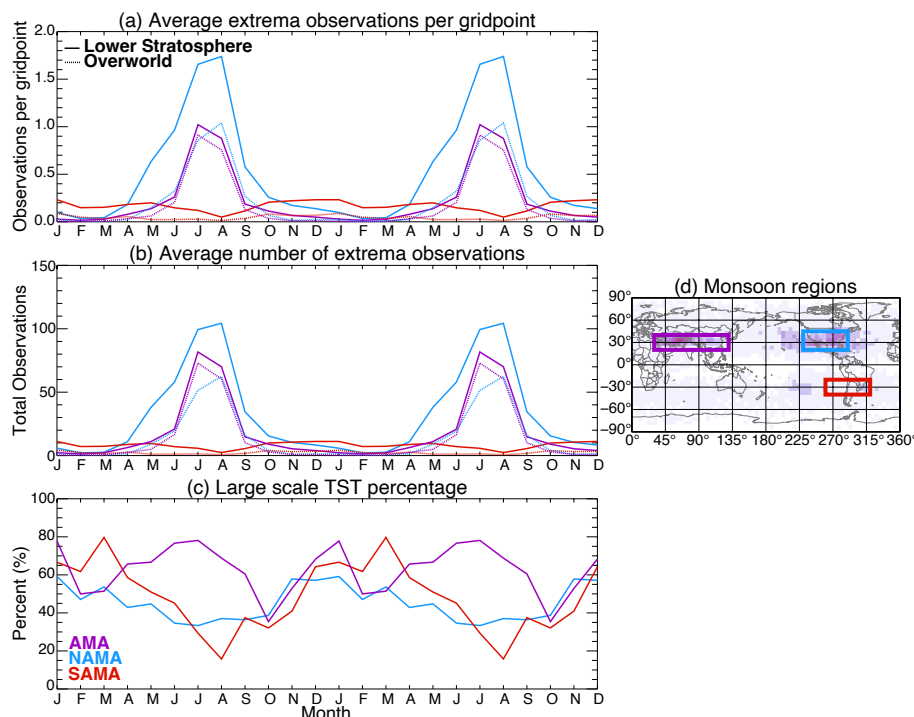 (a) Average extrema observations per gridpoint
Observations per gridpoint
2.0
1.5
1.0
0.5
0.0
Lower Stratosphere
Overworld
J F M A M J J A S O N D J F M A M J J A S O N D
(b) Average number of extrema observations
Total Observations
150
100
50
0
J F M A M J J A S O N D J F M A M J J A S O N D
(c) Large scale TST percentage
Percent (%)
100
80
60
40
20
0
AMA
NAMA
SAMA
J F M A M J J A S O N D J F M A M J J A S O N D
Month
(d) Monsoon regions
90°
60°
30°
0°
-30°
-60°
-90°
0° 45° 90° 135° 180° 225° 270° 315° 360°